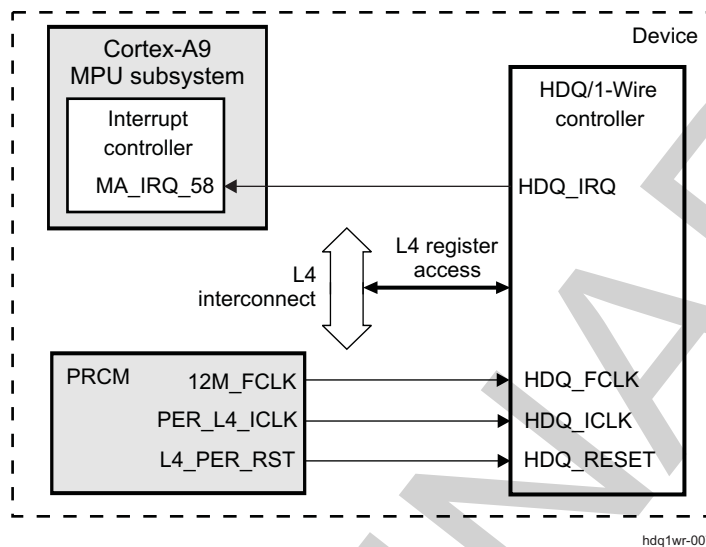 Device
Cortex-A9
MPU subsystem
Interrupt
controller
MA_IRQ_58
HDQ/1-Wire
controller
HDQ_IRQ
L4
interconnect
L4 register
access
PRCM
12M_FCLK
PER_L4_ICLK
L4_PER_RST
HDQ_FCLK
HDQ_ICLK
HDQ_RESET
hdq1wr-00